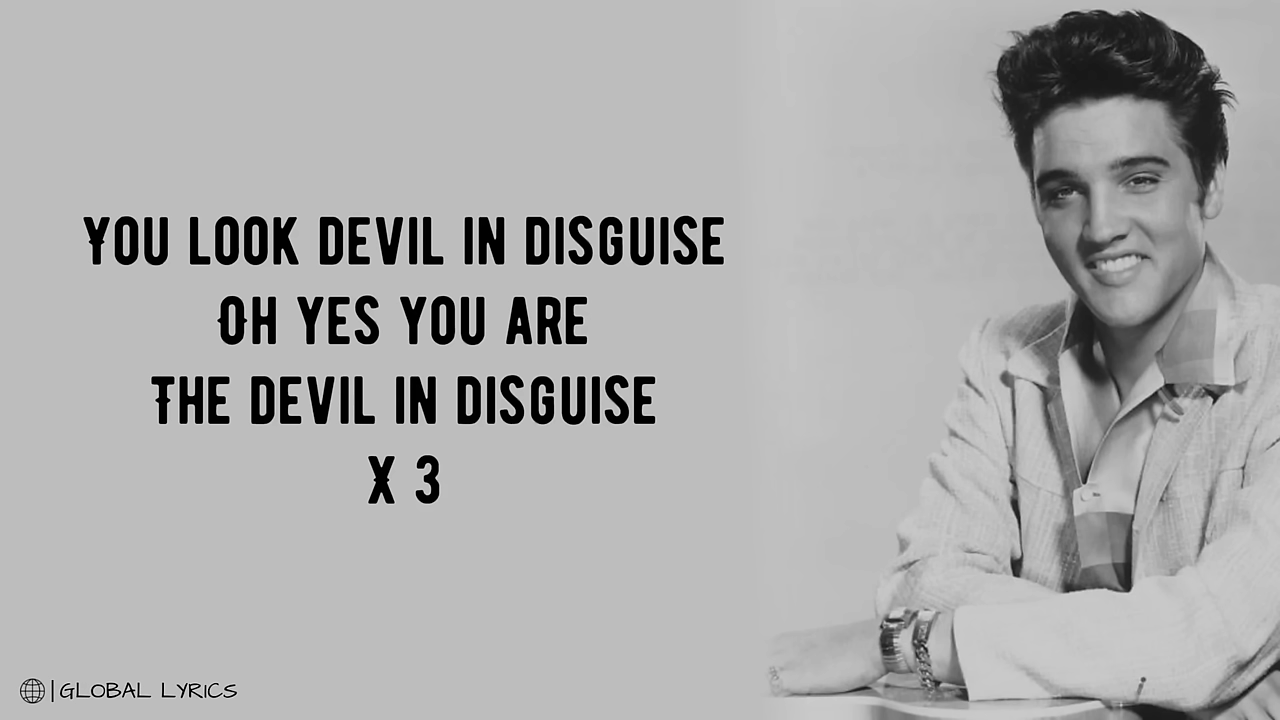 YOU LOOK DEVIL IN DISGUISE
OH YES YOU ARE
THE DEVIL IN DISGUISE
X 3
|GLOBAL LYRICS